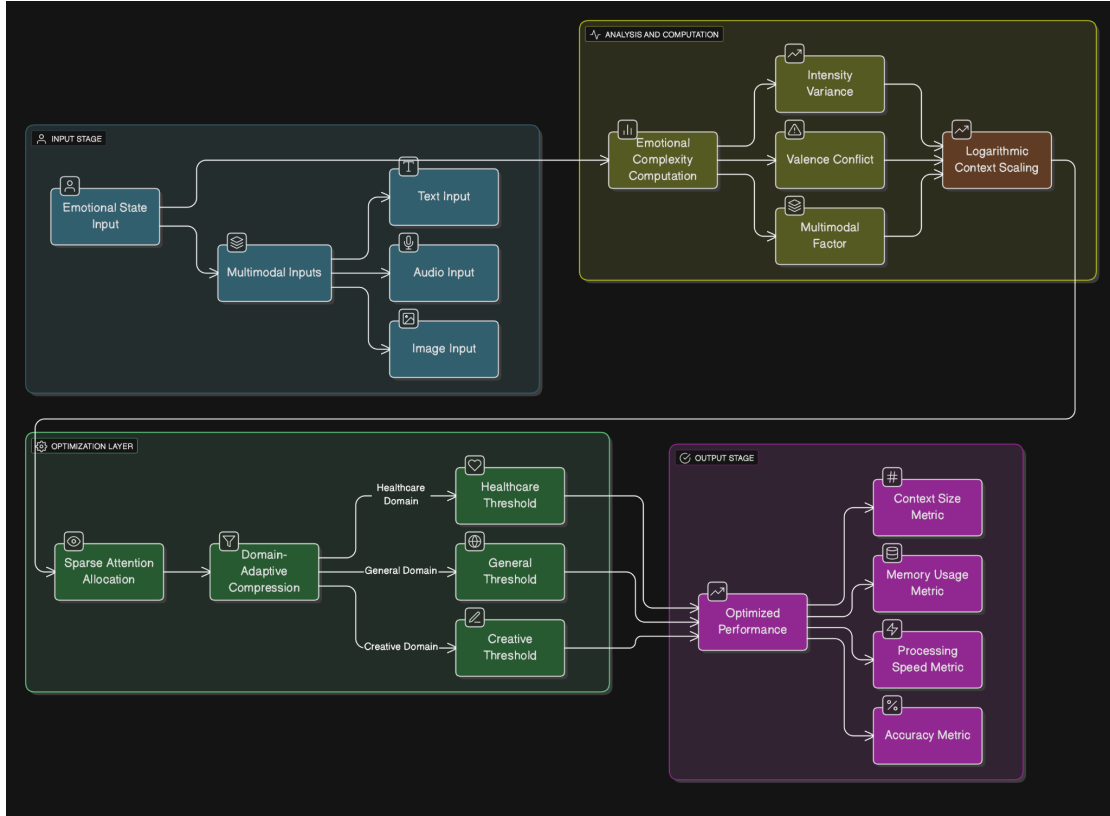 ANALYSIS AND COMPUTATION
Intensity
Variance
Emotional
Complexity
Computation
Valence Conflict
Logarithmic
Context Scaling
Multimodal
Factor
INPUT STAGE
Emotional State
Input
Text Input
Multimodal Inputs
Audio Input
Image Input
OPTIMIZATION LAYER
Healthcare
Domain
Healthcare
Threshold
Sparse Attention
Allocation
Domain-
Adaptive
Compression
General Domain
General
Threshold
Creative Domain
Creative
Threshold
OUTPUT STAGE
Context Size
Metric
Optimized
Performance
Memory Usage
Metric
Processing
Speed Metric
Accuracy Metric